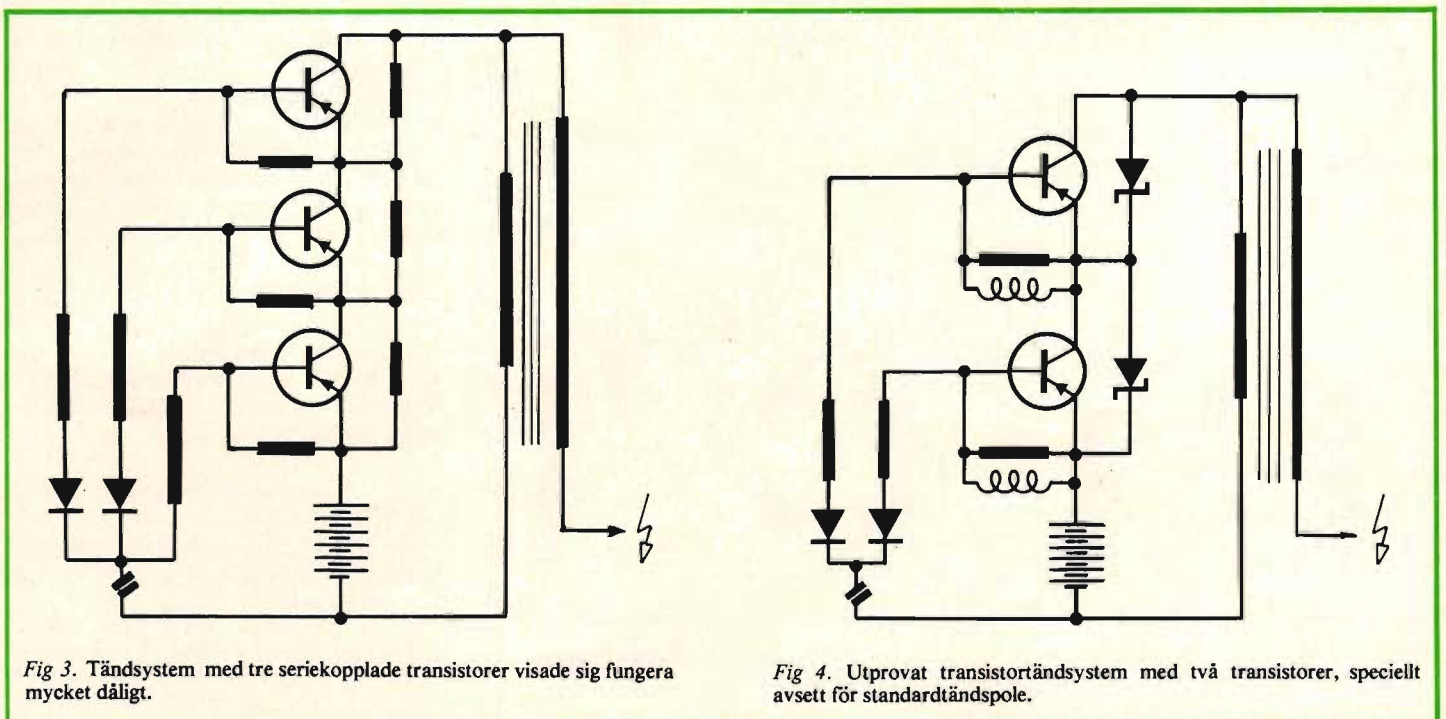 Fig 3. Tändsystem med tre seriekopplade transistorer visade sig fungera
mycket dåligt.
Fig 4. Utprovat transistortändsystem med två transistorer, speciellt
avsett för standardtändspole.